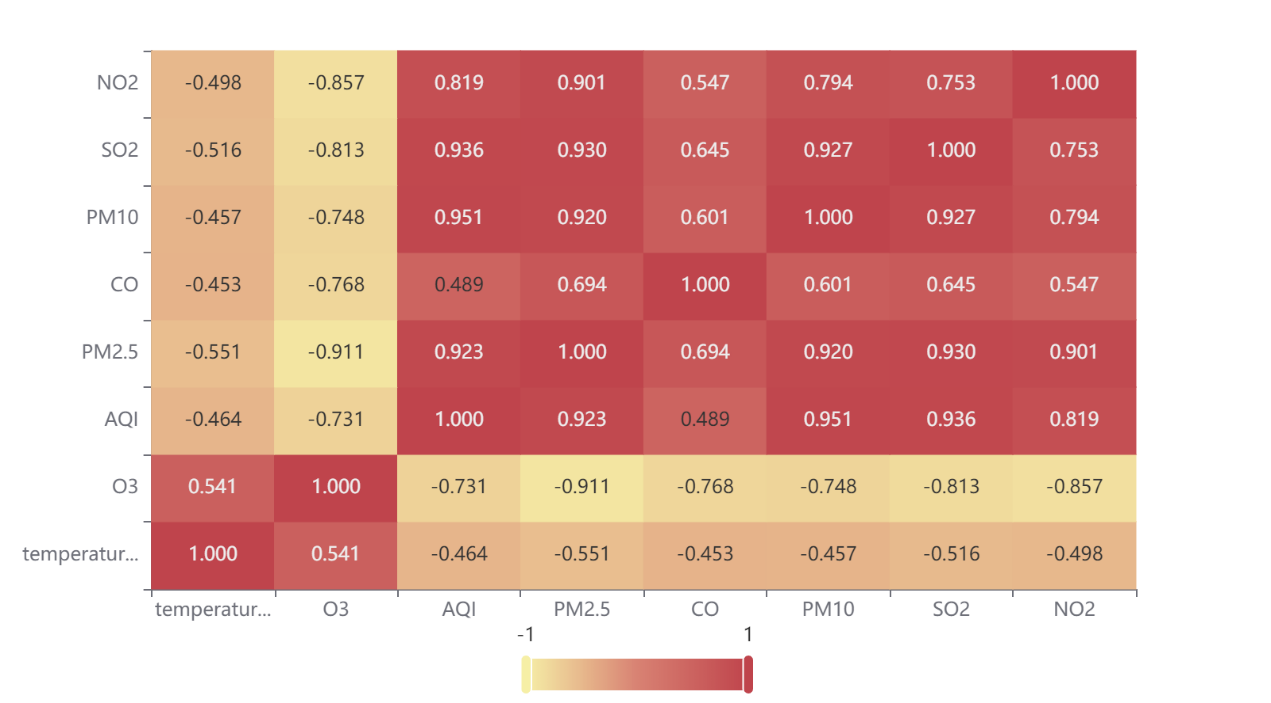 NO2 -0.498 -0.857 0.819 0.901 0.547 0.794 0.753 1.000
SO2 -0.516 -0.813 0.936 0.930 0.645 0.927 1.000 0.753
PM10 -0.457 -0.748 0.951 0.920 0.601 1.000 0.927 0.794
CO -0.453 -0.768 0.489 0.694 1.000 0.601 0.645 0.547
PM2.5 -0.551 -0.911 0.923 1.000 0.694 0.920 0.930 0.901
AQI -0.464 -0.731 1.000 0.923 0.489 0.951 0.936 0.819
O3 0.541 1.000 -0.731 -0.911 -0.768 -0.748 -0.813 -0.857
temperatur... 1.000 0.541 -0.464 -0.551 -0.453 -0.457 -0.516 -0.498
temperatur... O3 AQI PM2.5 CO PM10 SO2 NO2
-1 1